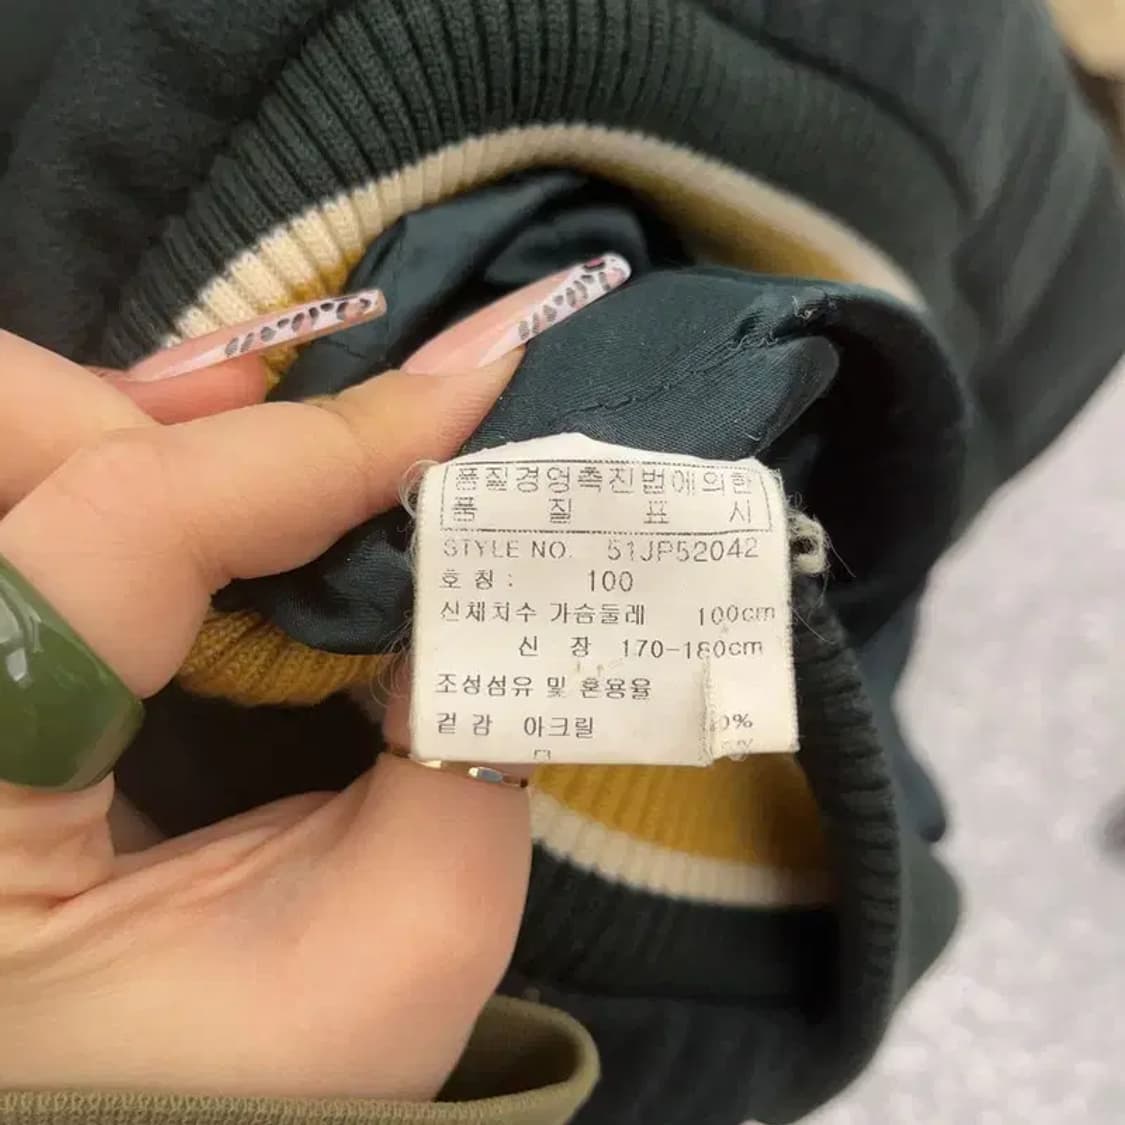 품질경영촉진법에의한
품 질 표 시
STYLE NO. 51JP52042
호칭 : 100
신체치수 가슴둘레 100cm
신 장 170-180cm
조성섬유 및 혼용율
겉감 아크릴